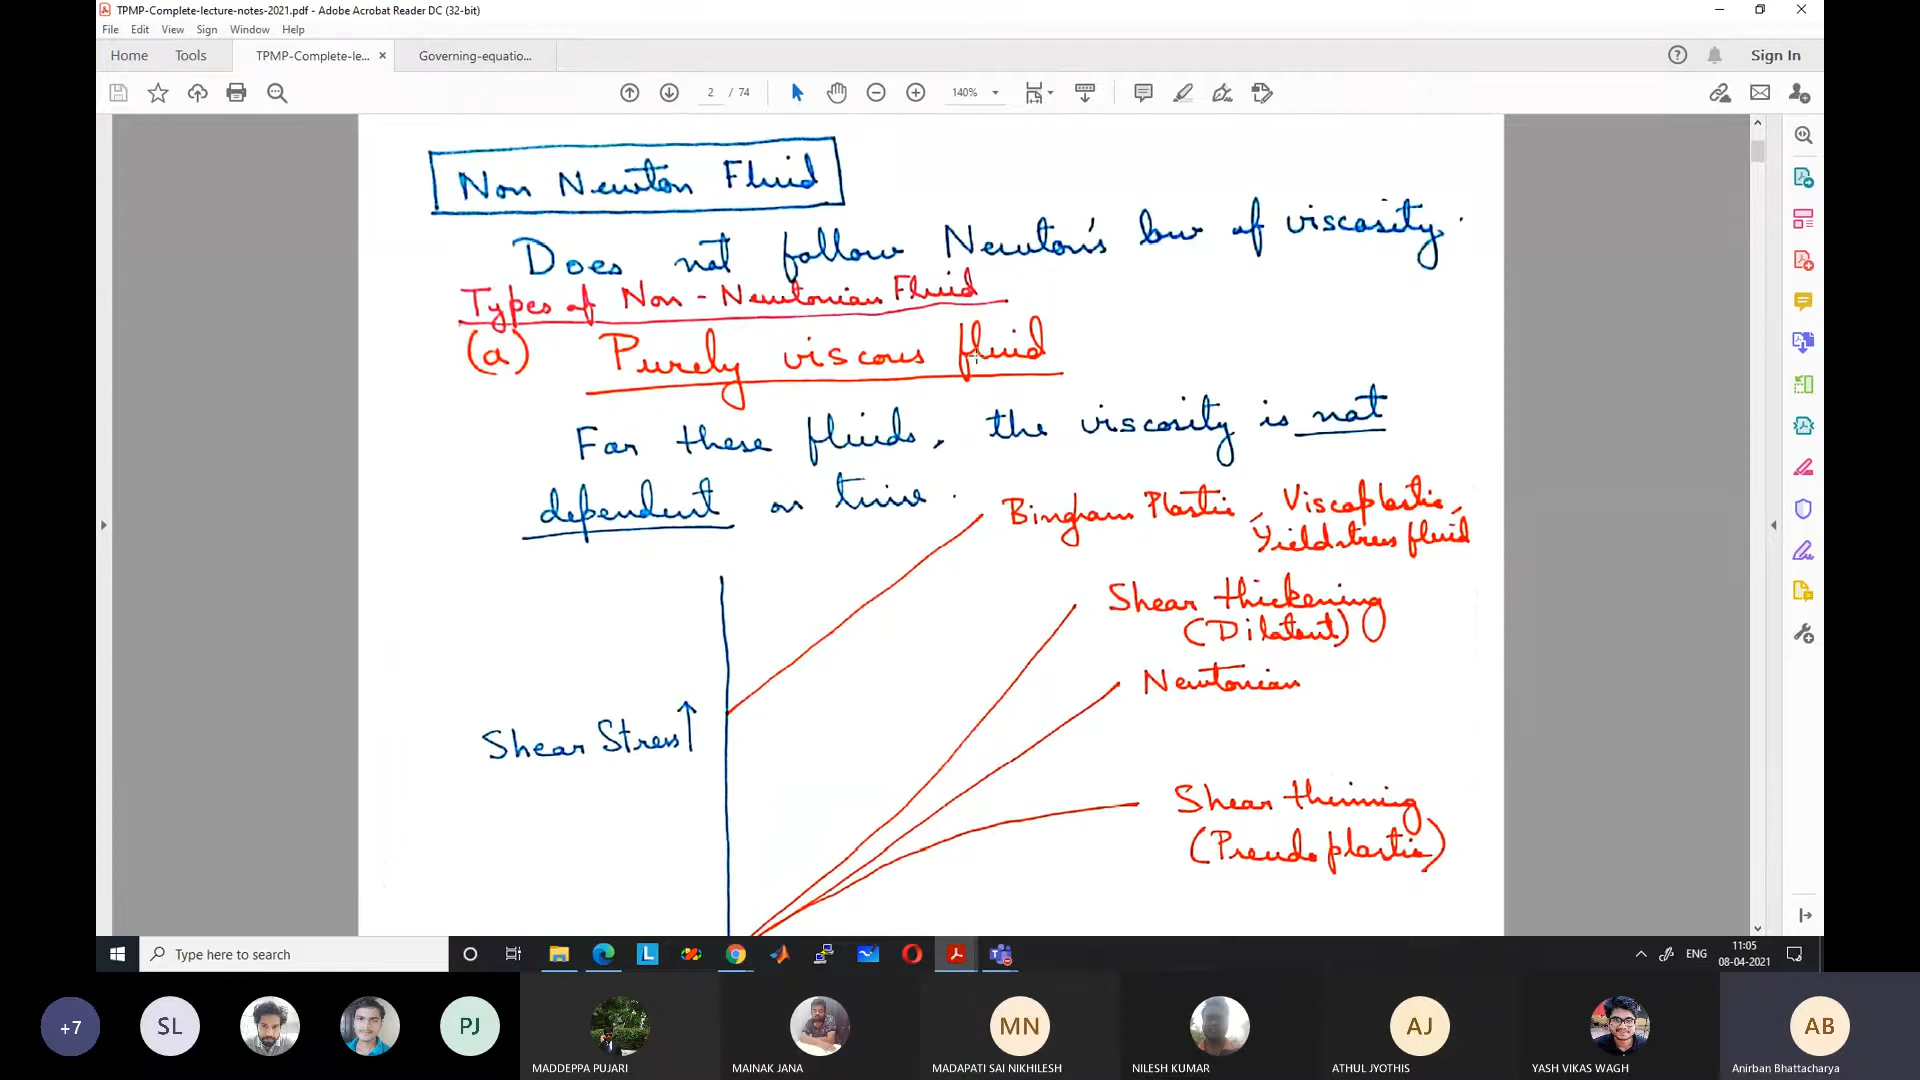 TPMP-Complete-lecture-notes-2021.pdf - Adobe Acrobat Reader DC (32-bit)
File Edit View Sign Window Help
Home Tools TPMP-Complete-le... × Governing-equatio... Sign In
2 / 74 140%
Non Newton Fluid
Does not follow Newton's law of viscosity.
Types of Non-Newtonian Fluid
(a) Purely viscous fluid
For these fluids, the viscosity is not
dependent on time.
Bingham Plastic, Viscoplastic,
Yield stress fluid
Shear thickening
(Dilatent)
Newtonian
Shear Stress ↑
Shear thinning
(Pseudoplastic)
Type here to search
ENG
11:05
08-04-2021
+7 SL PJ MN AJ AB
MADDEPPA PUJARI MAINAK JANA MADAPATI SAI NIKHILESH NILESH KUMAR ATHUL JYOTHIS YASH VIKAS WAGH Anirban Bhattacharya